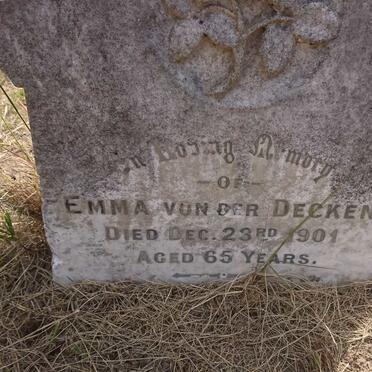 In Loving Memory
— OF —
EMMA VON DER DECKEN
DIED DEC. 23RD 1901
AGED 65 YEARS.